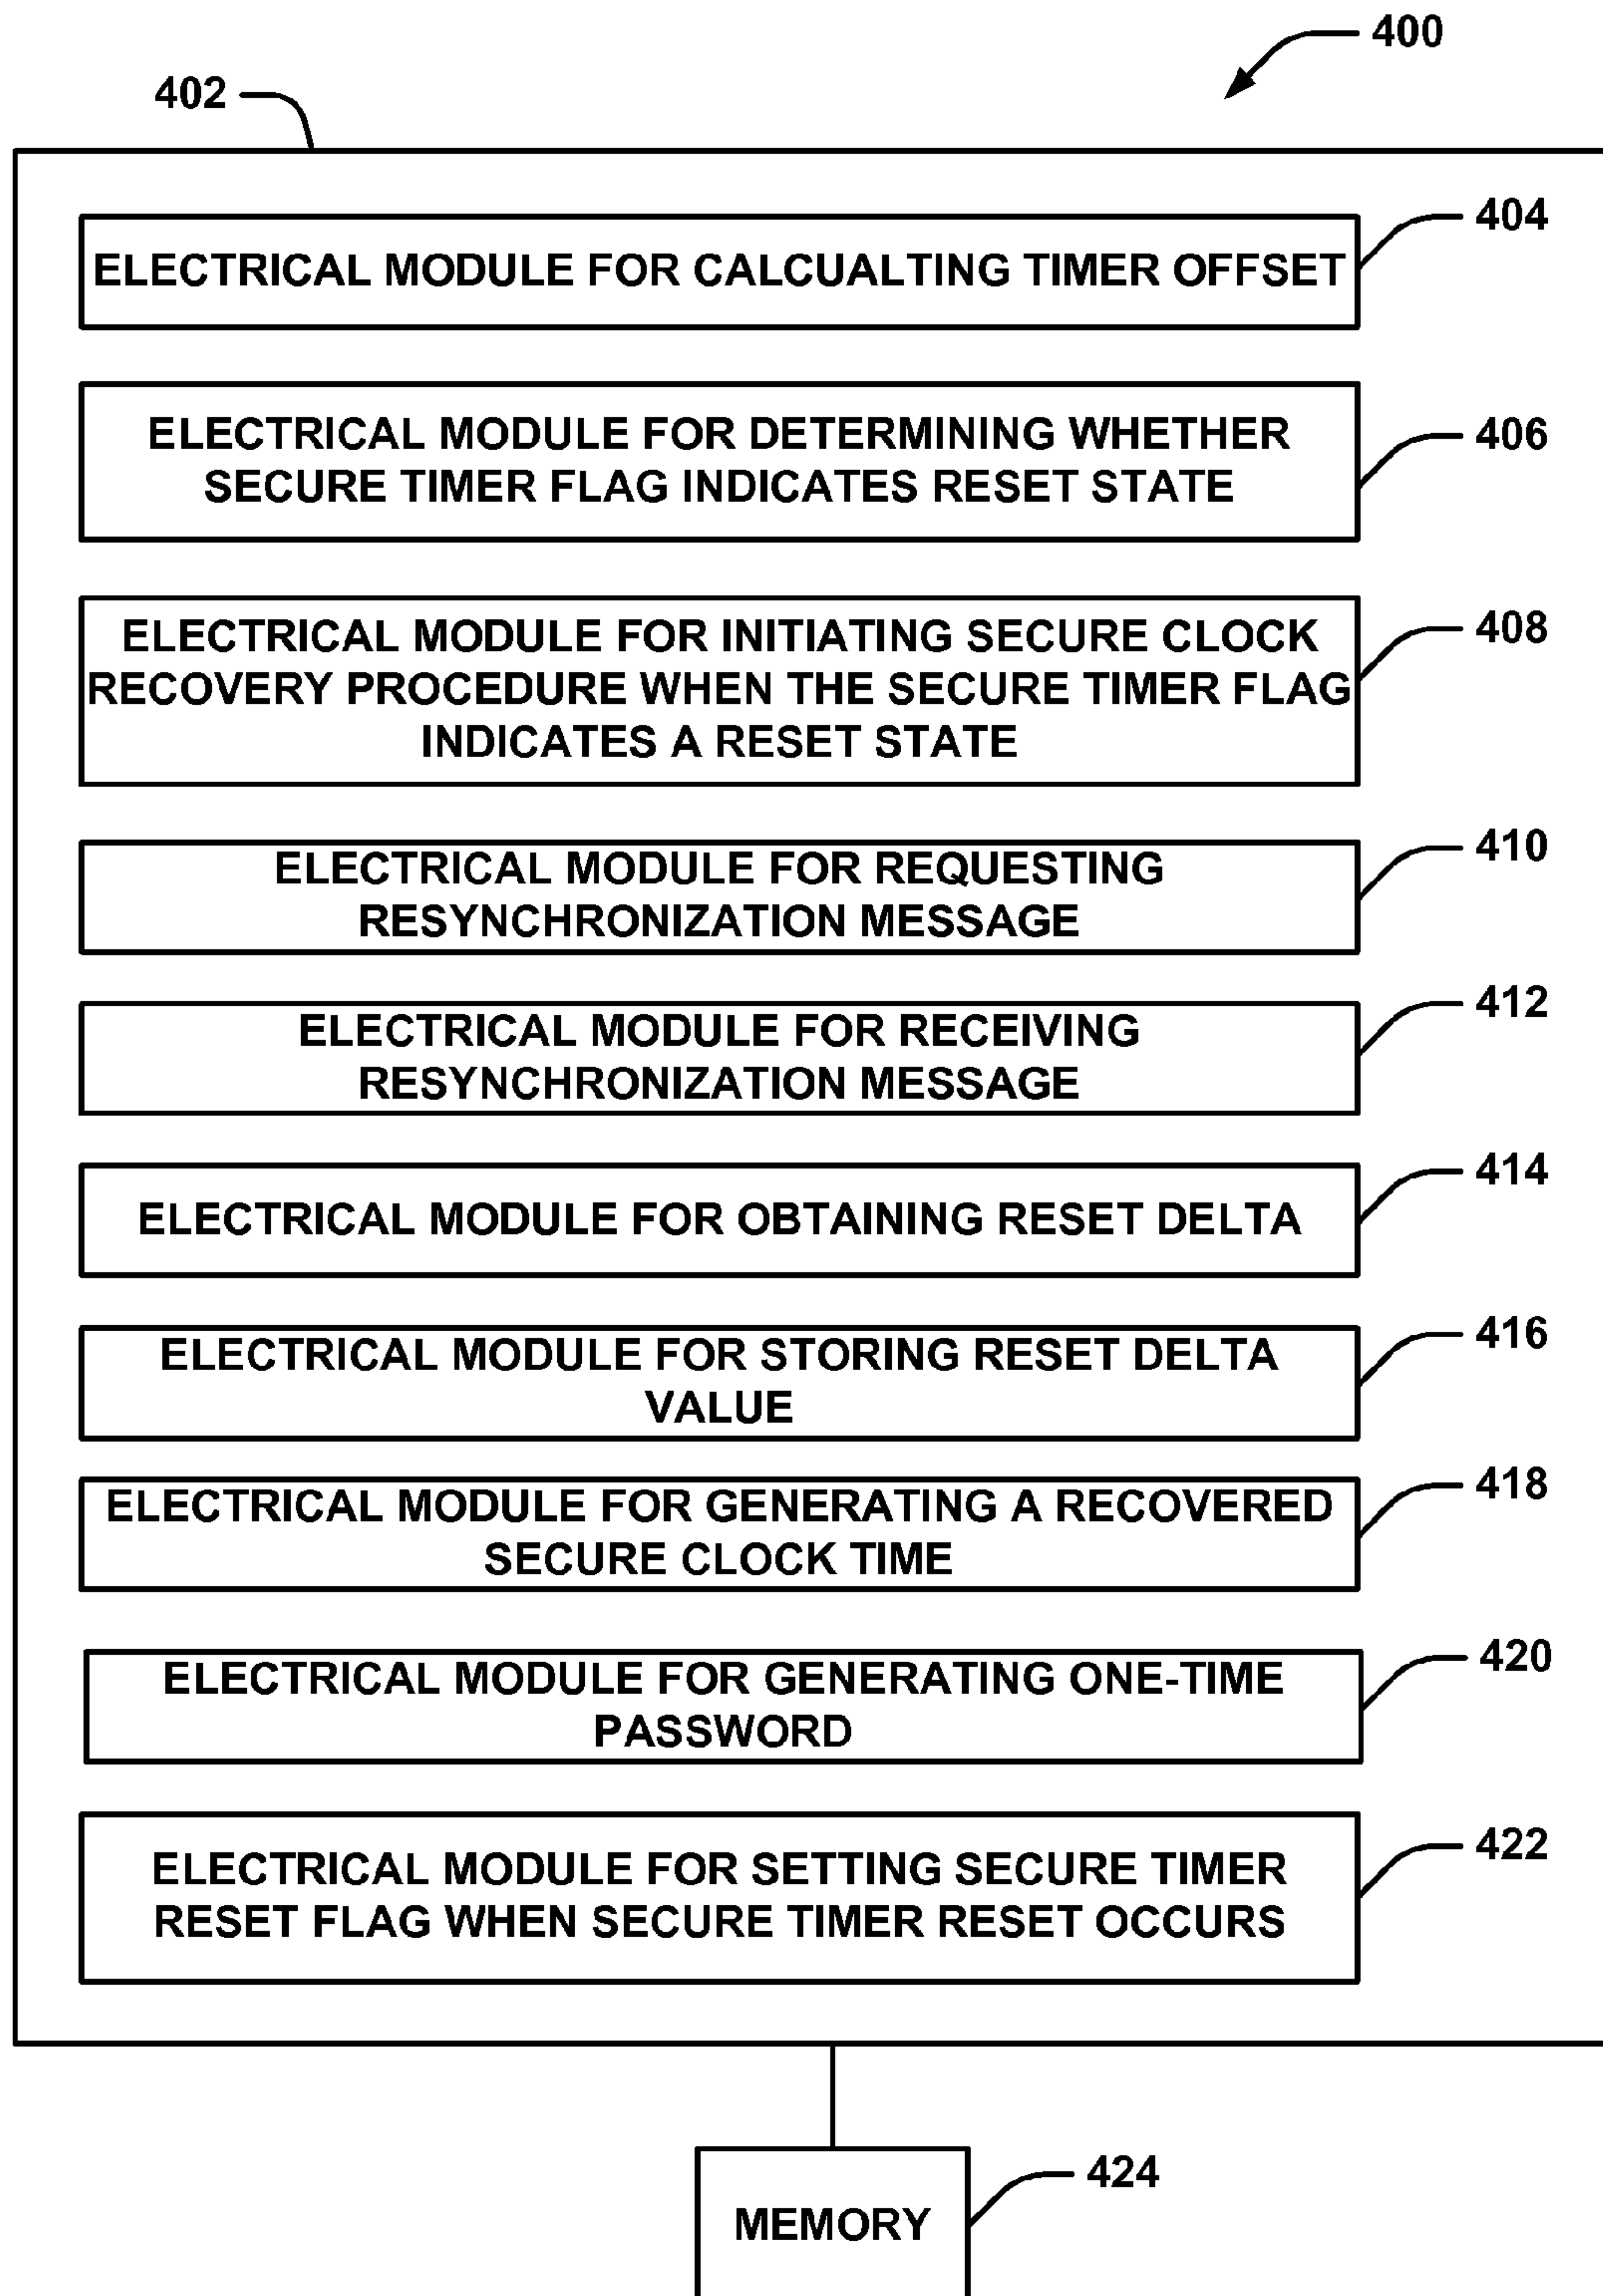 400
402
404
ELECTRICAL MODULE FOR CALCUALTING TIMER OFFSET
ELECTRICAL MODULE FOR DETERMINING WHETHER
SECURE TIMER FLAG INDICATES RESET STATE
406
ELECTRICAL MODULE FOR INITIATING SECURE CLOCK
RECOVERY PROCEDURE WHEN THE SECURE TIMER FLAG
INDICATES A RESET STATE
408
ELECTRICAL MODULE FOR REQUESTING
RESYNCHRONIZATION MESSAGE
410
ELECTRICAL MODULE FOR RECEIVING
RESYNCHRONIZATION MESSAGE
412
ELECTRICAL MODULE FOR OBTAINING RESET DELTA
414
ELECTRICAL MODULE FOR STORING RESET DELTA
VALUE
416
ELECTRICAL MODULE FOR GENERATING A RECOVERED
SECURE CLOCK TIME
418
ELECTRICAL MODULE FOR GENERATING ONE-TIME
PASSWORD
420
ELECTRICAL MODULE FOR SETTING SECURE TIMER
RESET FLAG WHEN SECURE TIMER RESET OCCURS
422
MEMORY
424